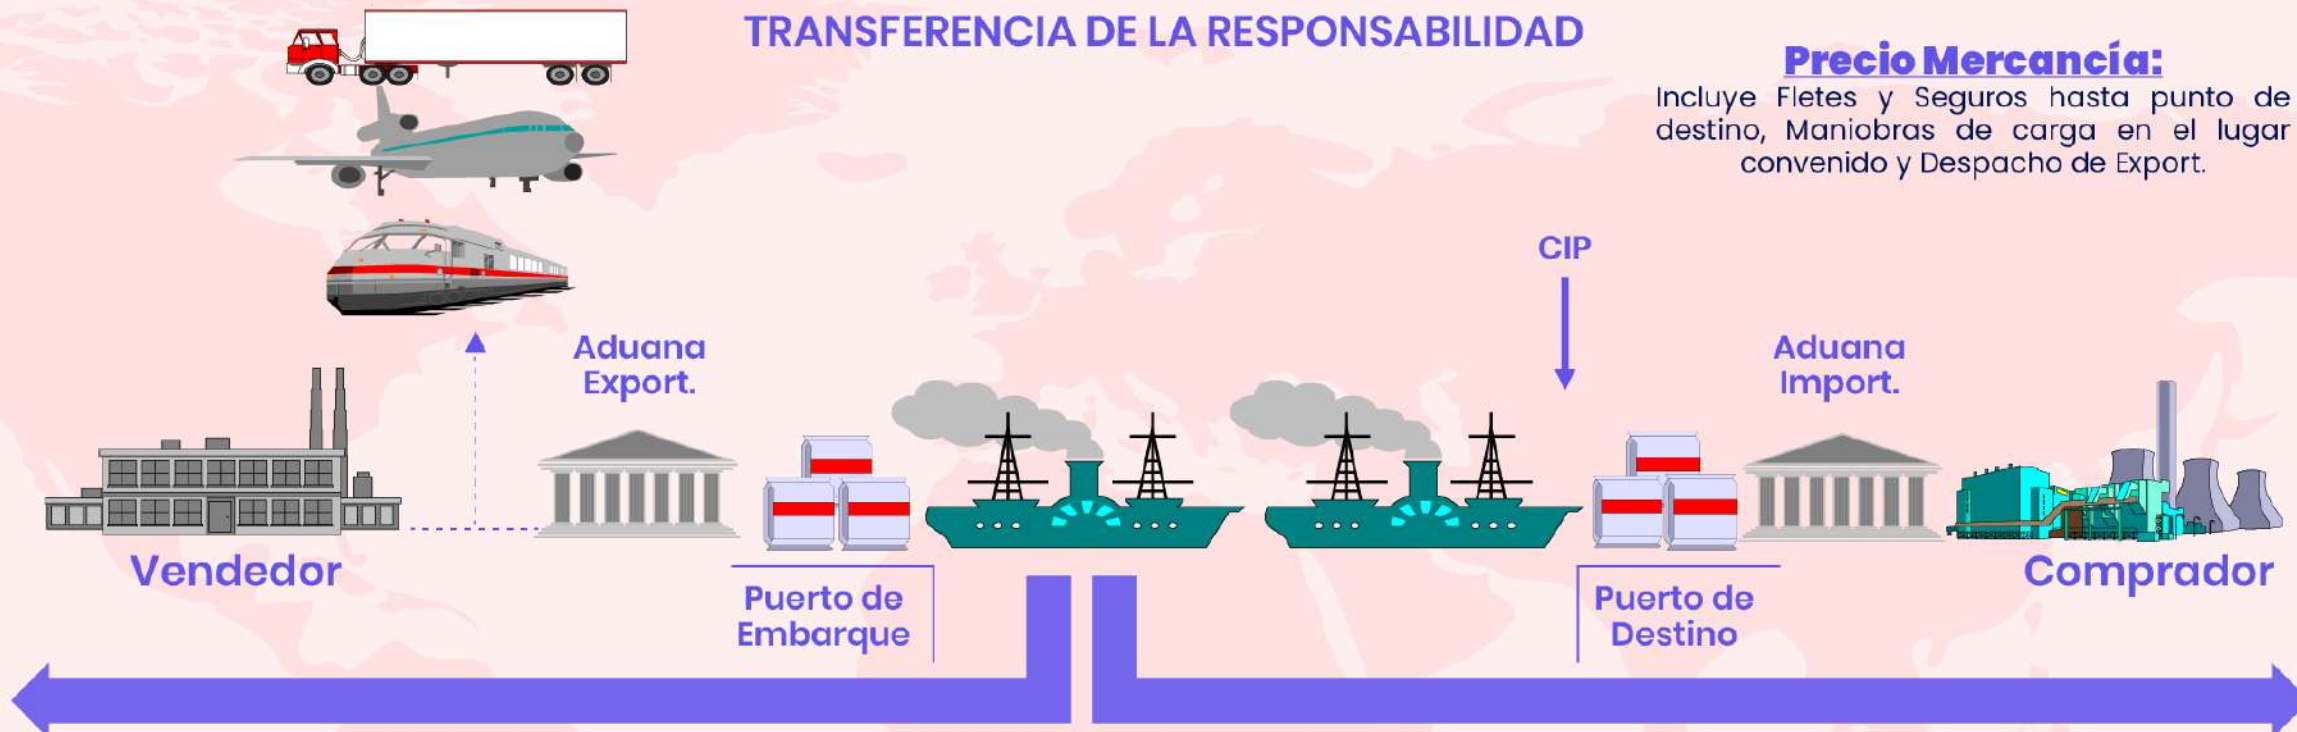 TRANSFERENCIA DE LA RESPONSABILIDAD
Precio Mercancía:
Incluye Fletes y Seguros hasta punto de
destino, Maniobras de carga en el lugar
convenido y Despacho de Export.
CIP
Aduana
Export.
Aduana
Import.
Vendedor
Puerto de
Embarque
Puerto de
Destino
Comprador